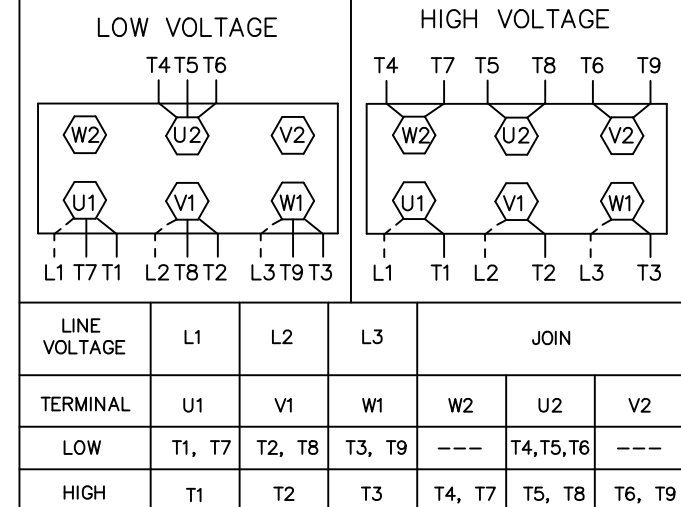 LOW VOLTAGE
T4 T5 T6
W2 U2 V2
U1 V1 W1
L1 T7 T1 L2 T8 T2 L3 T9 T3
HIGH VOLTAGE
T4 T7 T5 T8 T6 T9
W2 U2 V2
U1 V1 W1
L1 T1 L2 T2 L3 T3
LINE VOLTAGE L1 L2 L3 JOIN
TERMINAL U1 V1 W1 W2 U2 V2
LOW T1, T7 T2, T8 T3, T9 --- T4,T5,T6 ---
HIGH T1 T2 T3 T4, T7 T5, T8 T6, T9